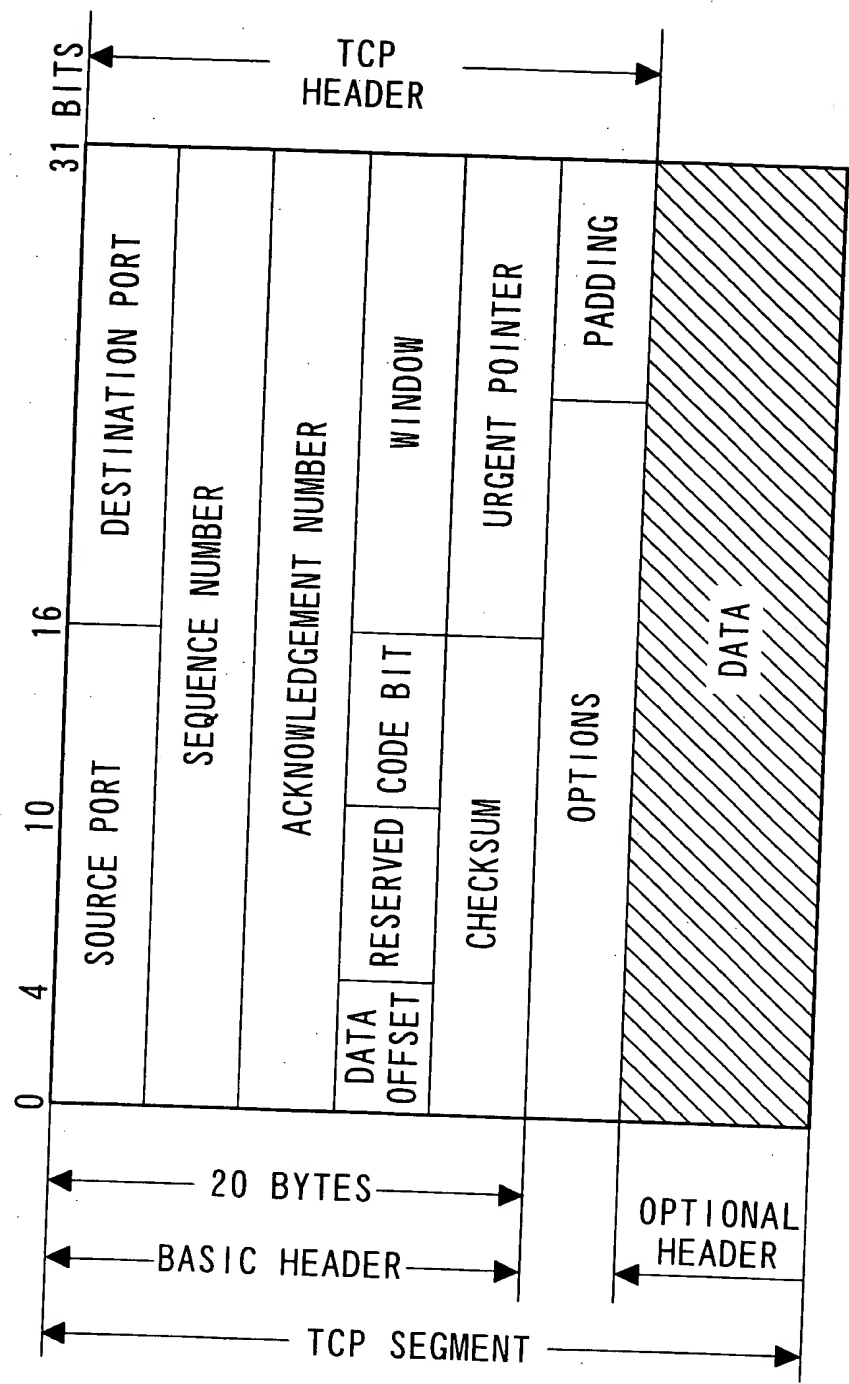 0
4
10
16
31 BITS
SOURCE PORT
DESTINATION PORT
SEQUENCE NUMBER
ACKNOWLEDGEMENT NUMBER
DATA
OFFSET
RESERVED
CODE BIT
WINDOW
CHECKSUM
URGENT POINTER
OPTIONS
PADDING
DATA
TCP
HEADER
20 BYTES
BASIC HEADER
OPTIONAL
HEADER
TCP SEGMENT